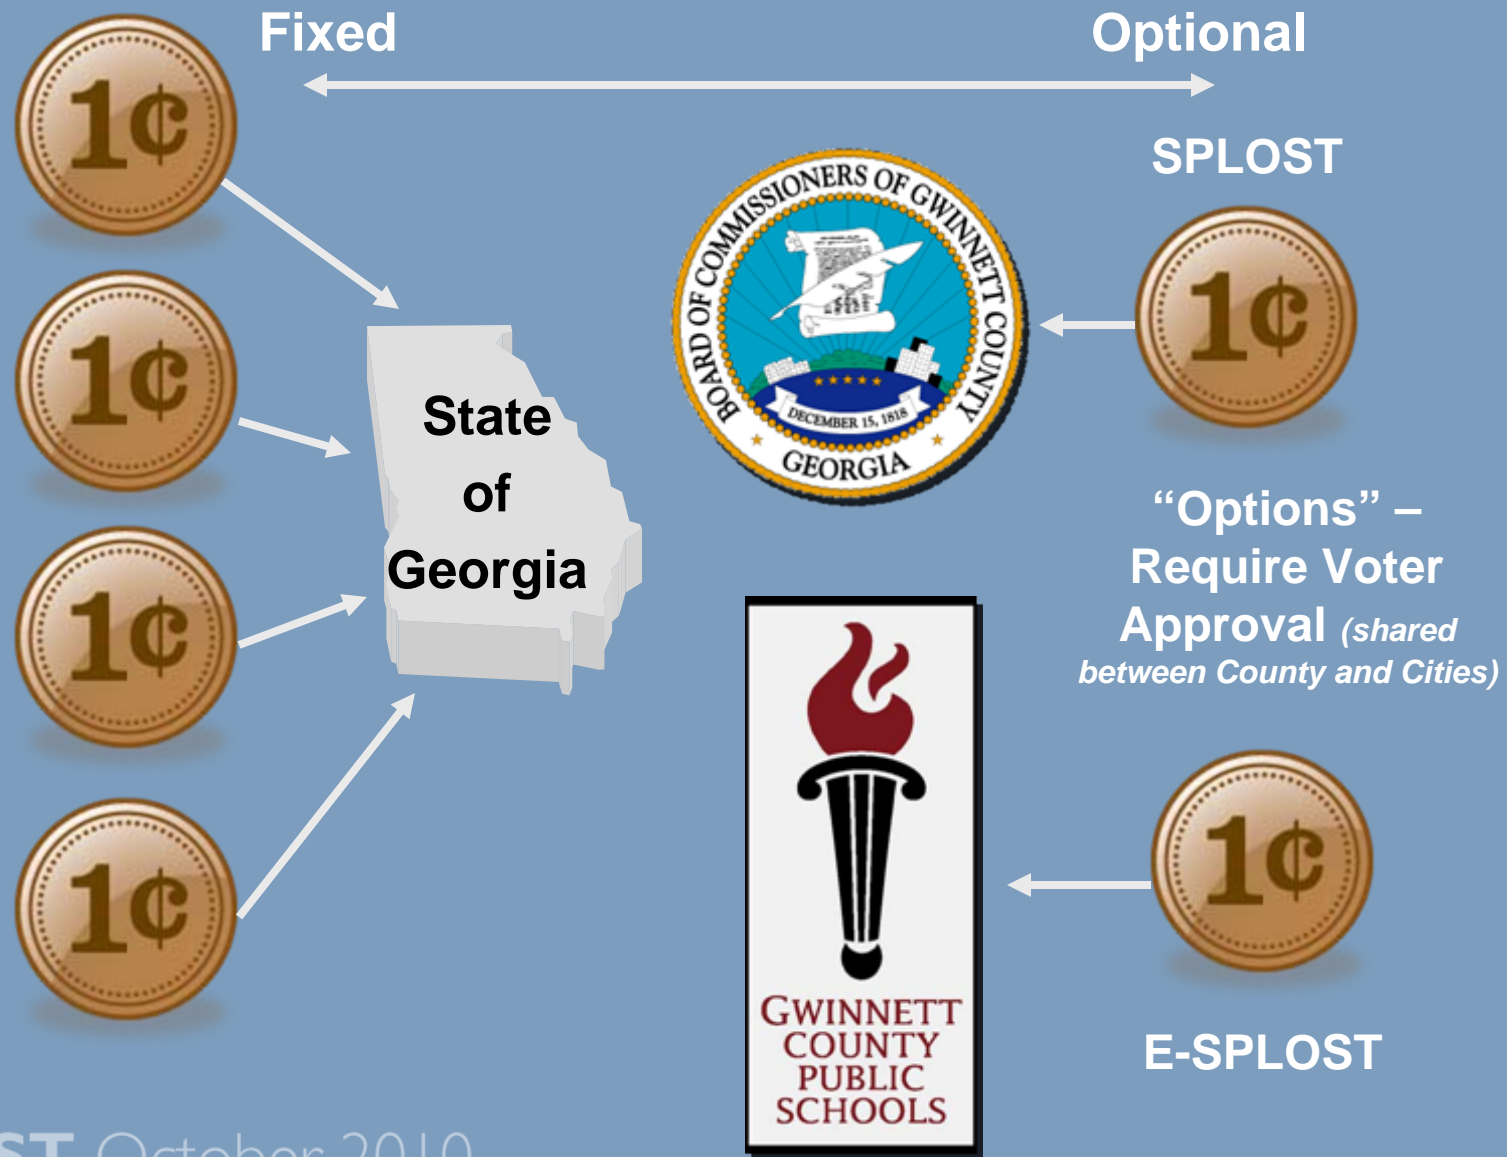 Fixed
Optional
1¢
1¢
1¢
1¢
State
of
Georgia
BOARD OF COMMISSIONERS OF GWINNETT COUNTY
DECEMBER 15, 1818
GEORGIA
SPLOST
1¢
“Options” –
Require Voter
Approval (shared
between County and Cities)
GWINNETT
COUNTY
PUBLIC
SCHOOLS
1¢
E-SPLOST
ST October 2010